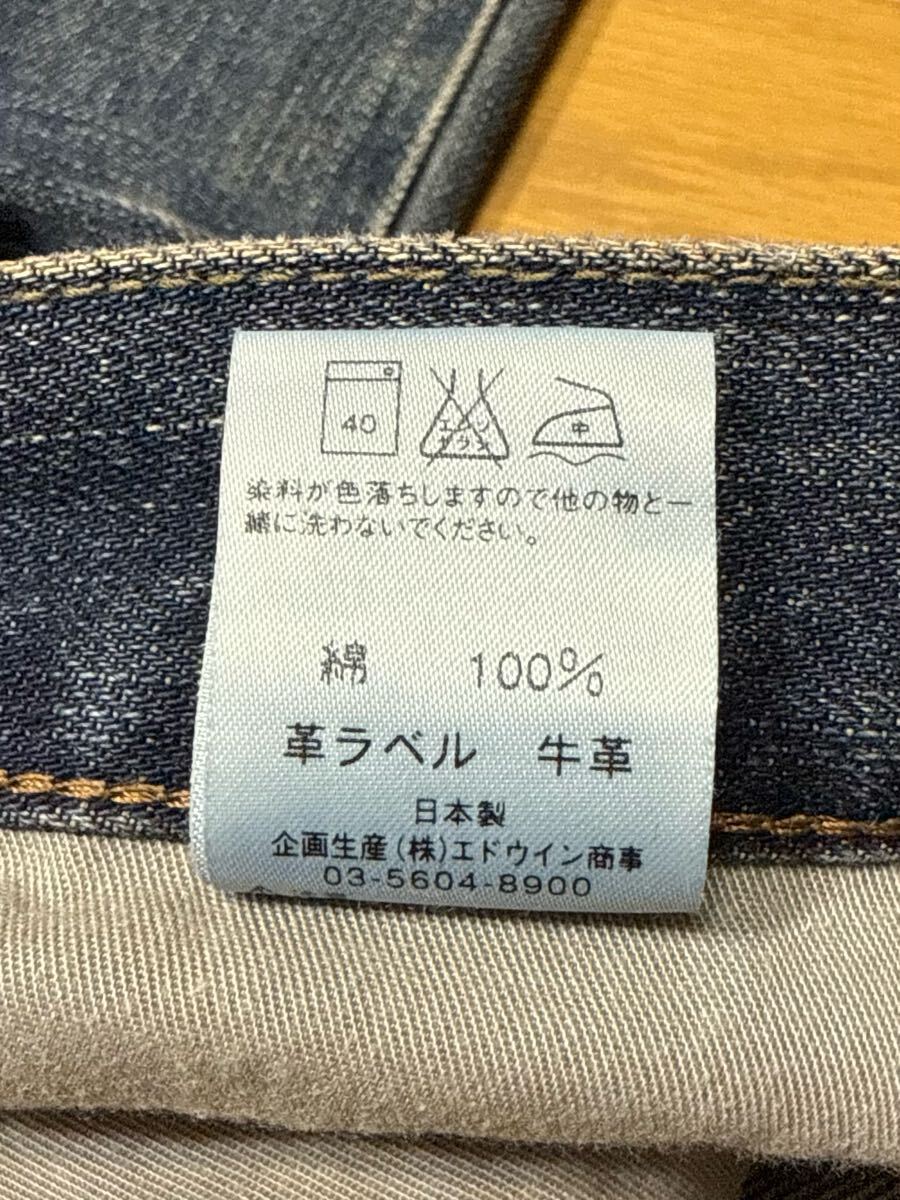 40
エンソ
サラシ
中
染料が色落ちしますので他の物と一
緒に洗わないでください。
綿 100%
革ラベル 牛革
日本製
企画生産(株)エドウイン商事
03-5604-8900